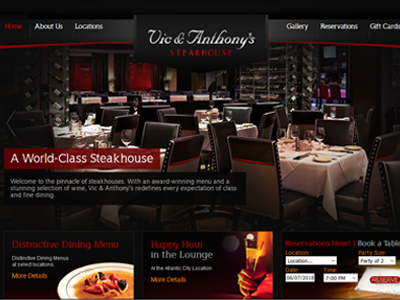 Home About Us Locations
Vic & Anthony's
STEAKHOUSE
Gallery Reservations Gift Cards
A World-Class Steakhouse
Welcome to the pinnacle of steakhouses. With an award-winning menu and a
stunning selection of wine, Vic & Anthony's redefines every expectation of class
and fine dining.
Distinctive Dining Menu
Distinctive Dining Menus
at select locations.
More Details
Happy Hour
in the Lounge
At the Atlantic City Location
More Details
Reservations Now! | Book a Table
Location: Party Size:
Location... Party of 2
Date: Time:
06/07/2010 7:00 PM
RESERVE